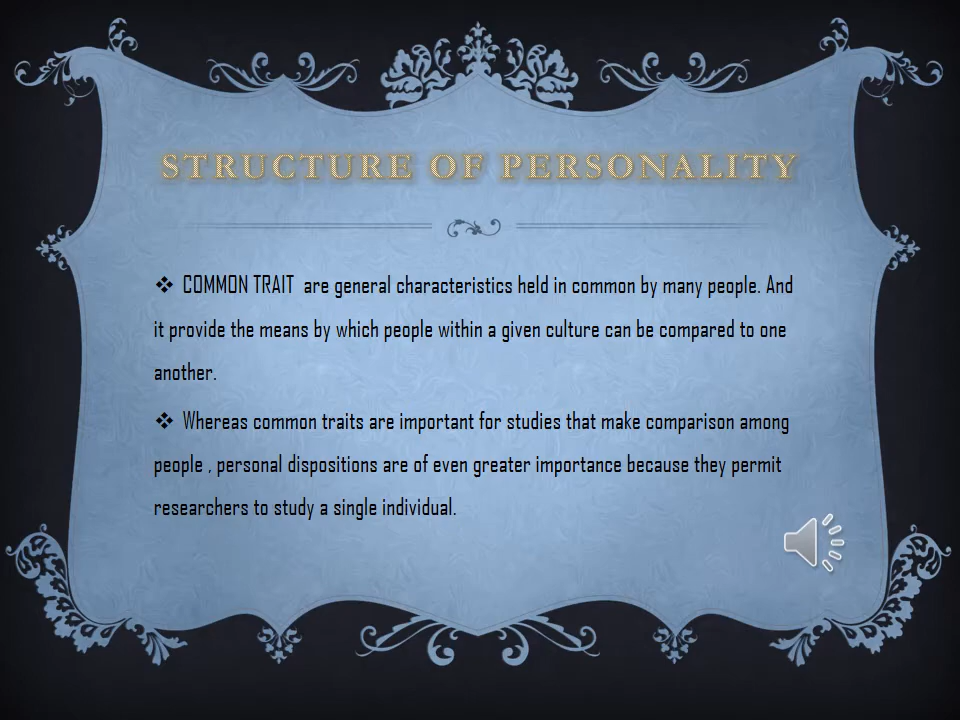 STRUCTURE OF PERSONALITY
❖ COMMON TRAIT are general characteristics held in common by many people. And
it provide the means by which people within a given culture can be compared to one
another.
❖ Whereas common traits are important for studies that make comparison among
people , personal dispositions are of even greater importance because they permit
researchers to study a single individual.